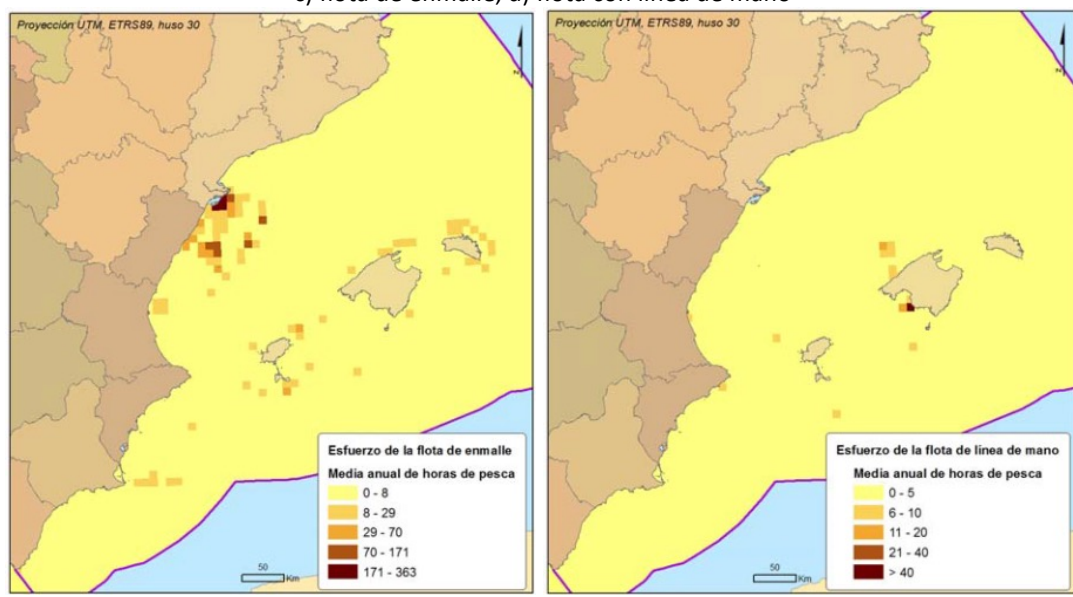 c) flota de enmalle; d) flota con línea de mano
Proyección UTM, ETRS89, huso 30
N
Esfuerzo de la flota de enmalle
Media anual de horas de pesca
0 - 8
8 - 29
29 - 70
70 - 171
171 - 363
50
Km
Proyección UTM, ETRS89, huso 30
N
Esfuerzo de la flota de linea de mano
Media anual de horas de pesca
0 - 5
6 - 10
11 - 20
21 - 40
> 40
50
Km